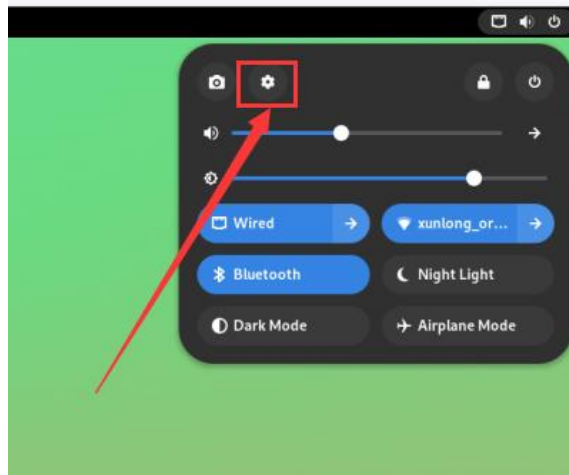 Wired
xunlong_or...
Bluetooth
Night Light
Dark Mode
Airplane Mode